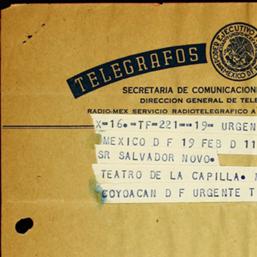 TELEGRAFOS
SECRETARIA DE COMUNICACION
DIRECCION GENERAL DE TELE
RADIO-MEX SERVICIO RADIOTELEGRAFICO A
X-16.-TF-221--19- URGENT
MEXICO D F 19 FEB D 11
SR SALVADOR NOVO.
TEATRO DE LA CAPILLA.
COYOACAN D F URGENTE T